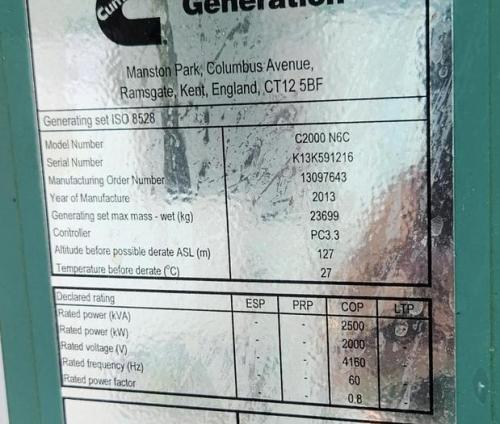 Cum
Generation
Manston Park, Columbus Avenue,
Ramsgate, Kent, England, CT12 5BF
Generating set ISO 8528
Model Number C2000 N6C
Serial Number K13K591216
Manufacturing Order Number 13097643
Year of Manufacture 2013
Generating set max mass - wet (kg) 23699
Controller PC3.3
Altitude before possible derate ASL (m) 127
Temperature before derate (°C) 27
Declared rating ESP PRP COP LTP
Rated power (kVA) - - 2500 -
Rated power (kW) - - 2000 -
Rated voltage (V) - - 4160 -
Rated frequency (Hz) - - 60 -
Rated power factor - - 0.8 -